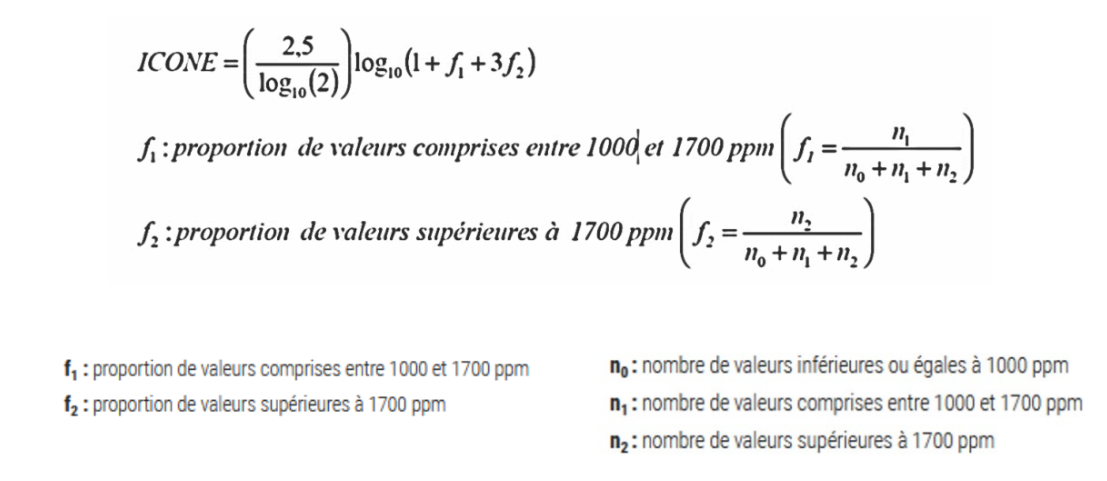 ICONE = (2,5 / log₁₀(2)) log₁₀(1 + f₁ + 3f₂)
f₁ : proportion de valeurs comprises entre 1000 et 1700 ppm (f₁ = n₁ / (n₀ + n₁ + n₂))
f₂ : proportion de valeurs supérieures à 1700 ppm (f₂ = n₂ / (n₀ + n₁ + n₂))
f₁ : proportion de valeurs comprises entre 1000 et 1700 ppm
f₂ : proportion de valeurs supérieures à 1700 ppm
n₀ : nombre de valeurs inférieures ou égales à 1000 ppm
n₁ : nombre de valeurs comprises entre 1000 et 1700 ppm
n₂ : nombre de valeurs supérieures à 1700 ppm